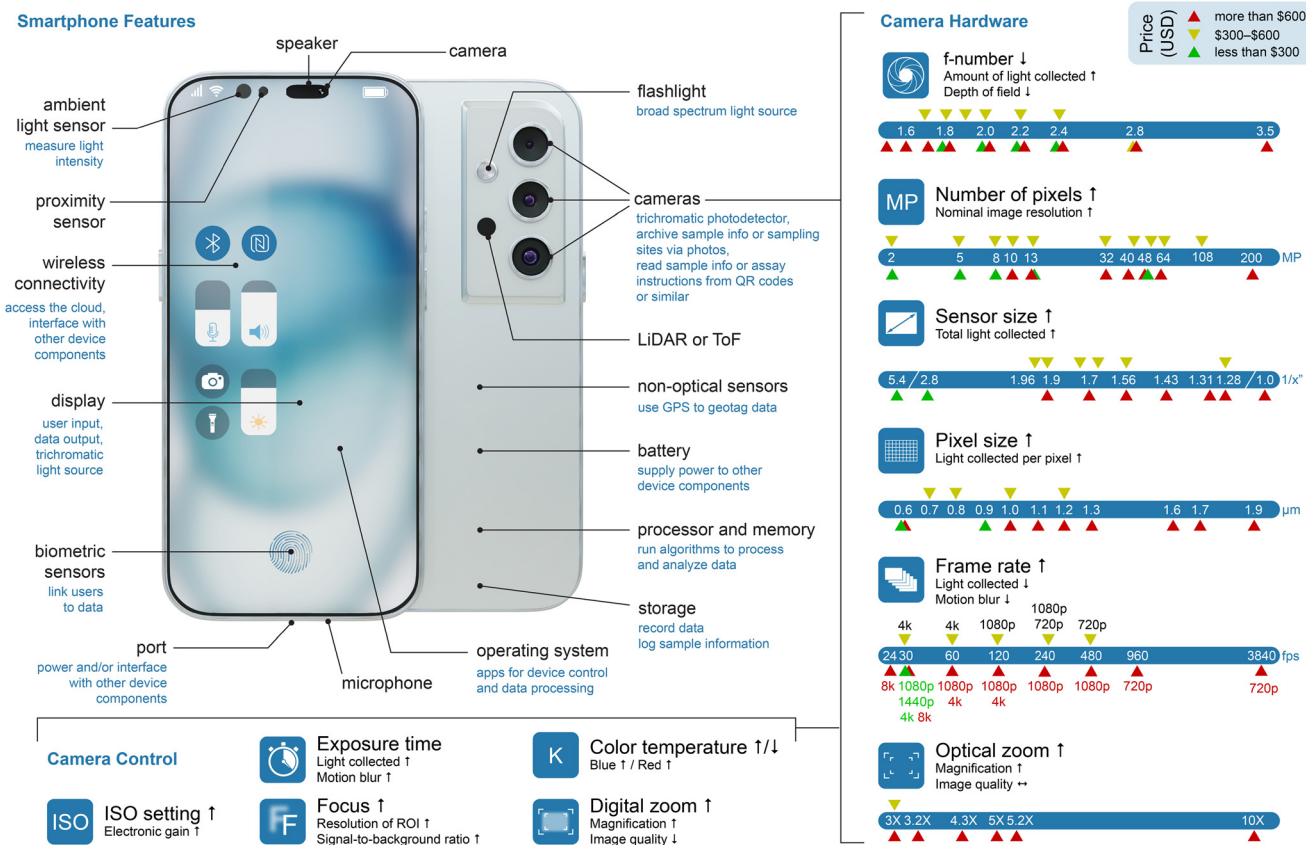 Smartphone Features
speaker
camera
ambient
light sensor
measure light
intensity
proximity
sensor
wireless
connectivity
access the cloud,
interface with
other device
components
display
user input,
data output,
trichromatic
light source
biometric
sensors
link users
to data
port
power and/or interface
with other device
components
microphone
operating system
apps for device control
and data processing
flashlight
broad spectrum light source
cameras
trichromatic photodetector,
archive sample info or sampling
sites via photos,
read sample info or assay
instructions from QR codes
or similar
LiDAR or ToF
non-optical sensors
use GPS to geotag data
battery
supply power to other
device components
processor and memory
run algorithms to process
and analyze data
storage
record data
log sample information
Camera Control
ISO
ISO setting ↑
Electronic gain ↑
Exposure time
Light collected ↑
Motion blur ↑
FF
Focus ↑
Resolution of ROI ↑
Signal-to-background ratio ↑
K
Color temperature ↑/↓
Blue ↑ / Red ↑
Digital zoom ↑
Magnification ↑
Image quality ↓
Camera Hardware
Price
(USD)
more than $600
$300–$600
less than $300
f-number ↓
Amount of light collected ↑
Depth of field ↓
1.6 1.8 2.0 2.2 2.4 2.8 3.5
MP
Number of pixels ↑
Nominal image resolution ↑
2 5 8 10 13 32 40 48 64 108 200 MP
Sensor size ↑
Total light collected ↑
5.4 / 2.8 1.96 1.9 1.7 1.56 1.43 1.31 1.28 / 1.0 1/x"
Pixel size ↑
Light collected per pixel ↑
0.6 0.7 0.8 0.9 1.0 1.1 1.2 1.3 1.6 1.7 1.9 µm
Frame rate ↑
Light collected ↓
Motion blur ↓
1080p
4k 4k 1080p 720p 720p
24 30 60 120 240 480 960 3840 fps
8k 1080p 1080p 1080p 1080p 1080p 720p 720p
1440p 4k 4k
4k 8k
Optical zoom ↑
Magnification ↑
Image quality ↔
3X 3.2X 4.3X 5X 5.2X 10X